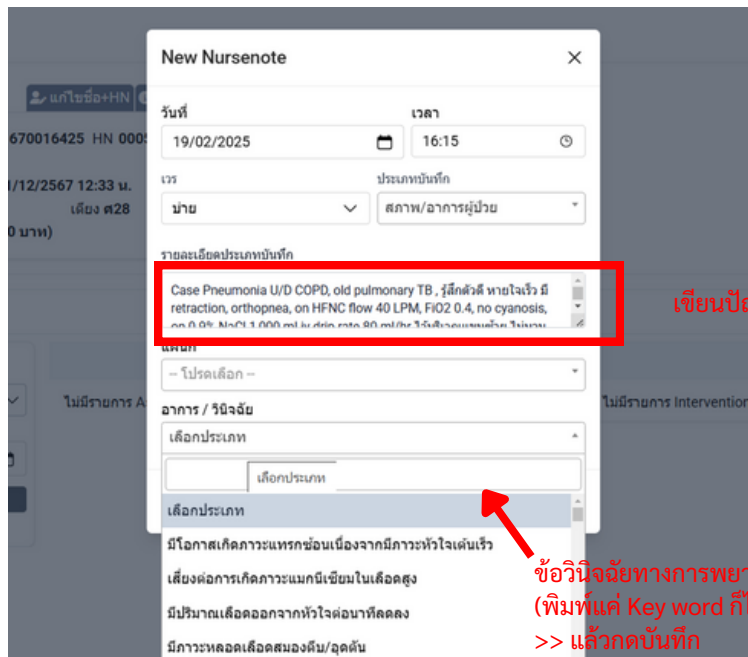 New Nursenote
แก้ไขชื่อ+HN
วันที่
เวลา
670016425 HN 000
19/02/2025
16:15
เวร
ประเภทบันทึก
/12/2567 12:33 น.
เตียง ศ28
บ่าย
สภาพ/อาการผู้ป่วย
0 บาท)
รายละเอียดประเภทบันทึก
Case Pneumonia U/D COPD, old pulmonary TB , รู้สึกตัวดี หายใจเร็ว มี
retraction, orthopnea, on HFNC flow 40 LPM, FiO2 0.4, no cyanosis,
on 0.9% NaCl 1,000 ml iv drip rate 80 ml/hr
เขียนปั
แผนก
-- โปรดเลือก --
ไม่มีรายการ A
ไม่มีรายการ Intervention
อาการ / วินิจฉัย
เลือกประเภท
เลือกประเภท
เลือกประเภท
มีโอกาสเกิดภาวะแทรกซ้อนเนื่องจากมีภาวะหัวใจเต้นเร็ว
เสี่ยงต่อการเกิดภาวะแมกนีเซียมในเลือดสูง
มีปริมาณเลือดออกจากหัวใจต่อนาทีลดลง
มีภาวะหลอดเลือดสมองตีบ/อุดตัน
ข้อวินิจฉัยทางการพยา
(พิมพ์แค่ Key word ก็
>> แล้วกดบันทึก